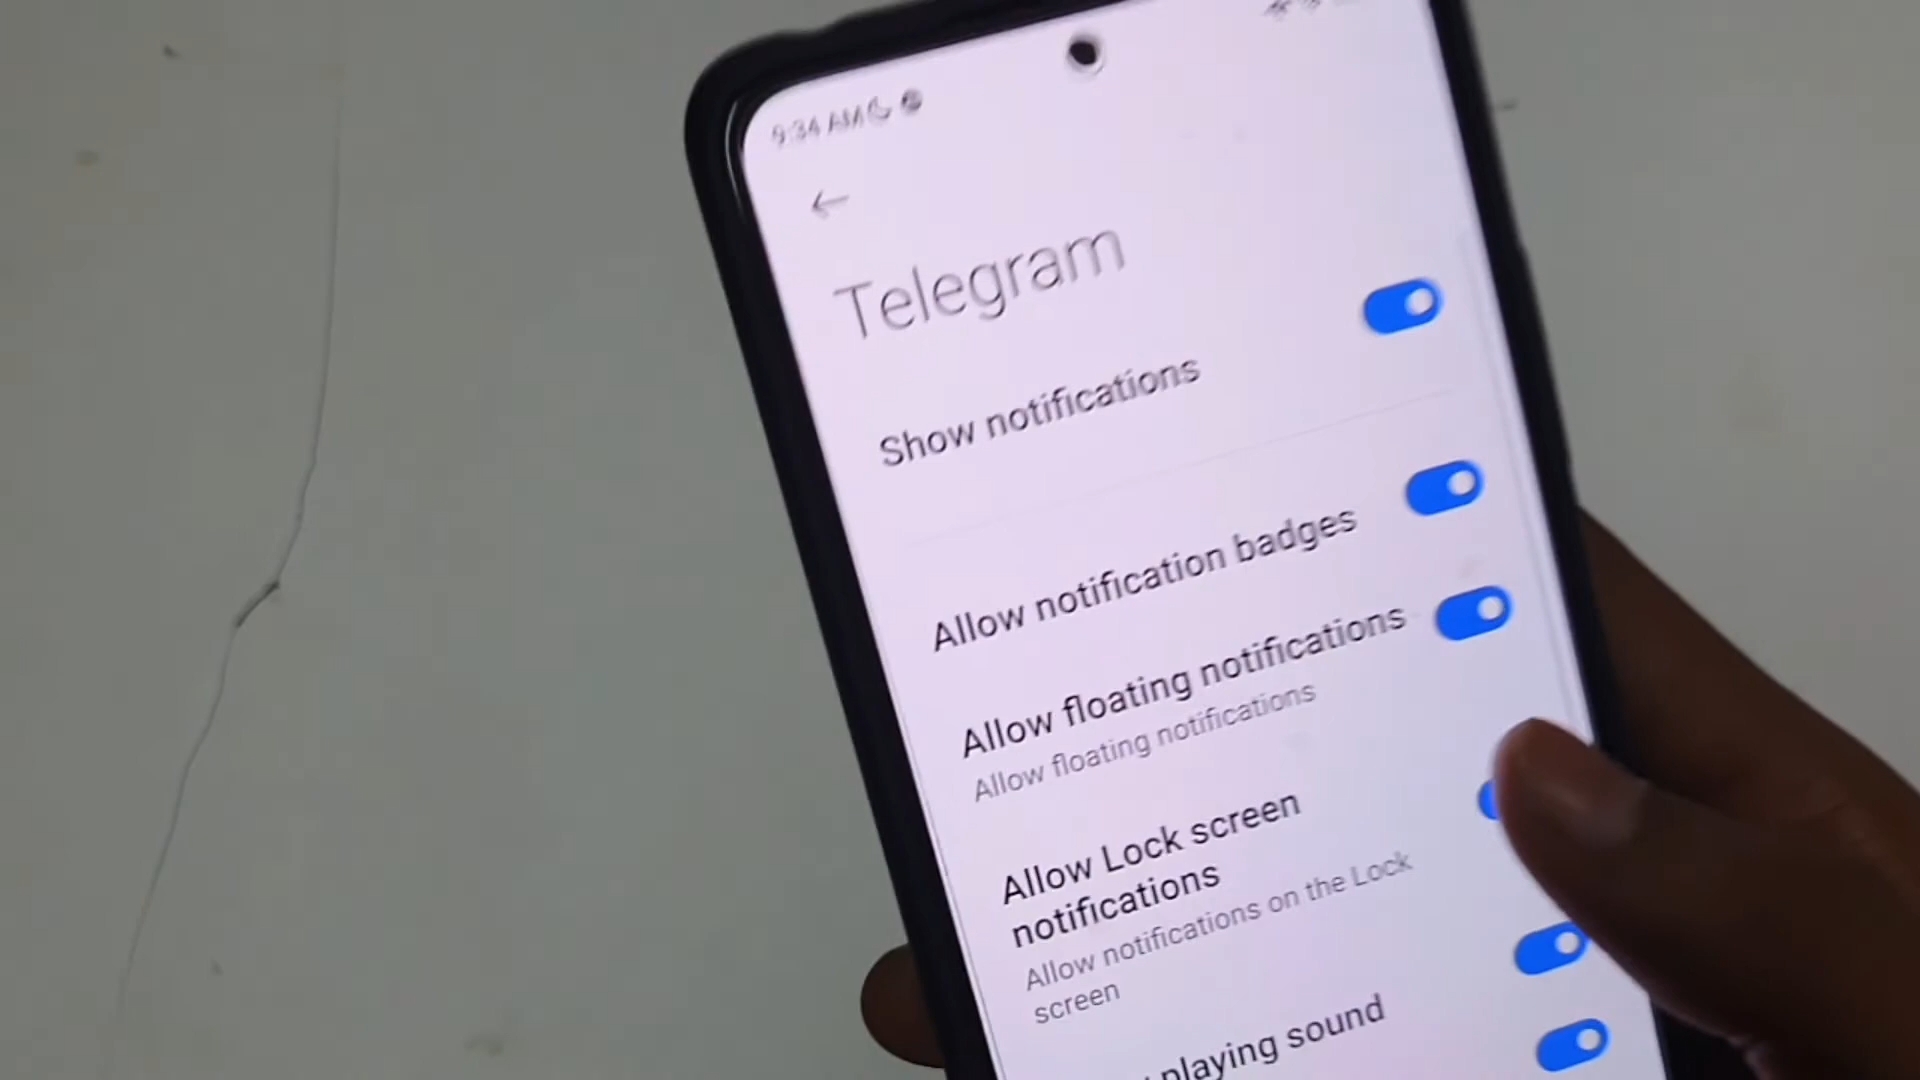 9:34 AM
Telegram
Show notifications
Allow notification badges
Allow floating notifications
Allow floating notifications
Allow Lock screen
notifications
Allow notifications on the Lock
screen
playing sound